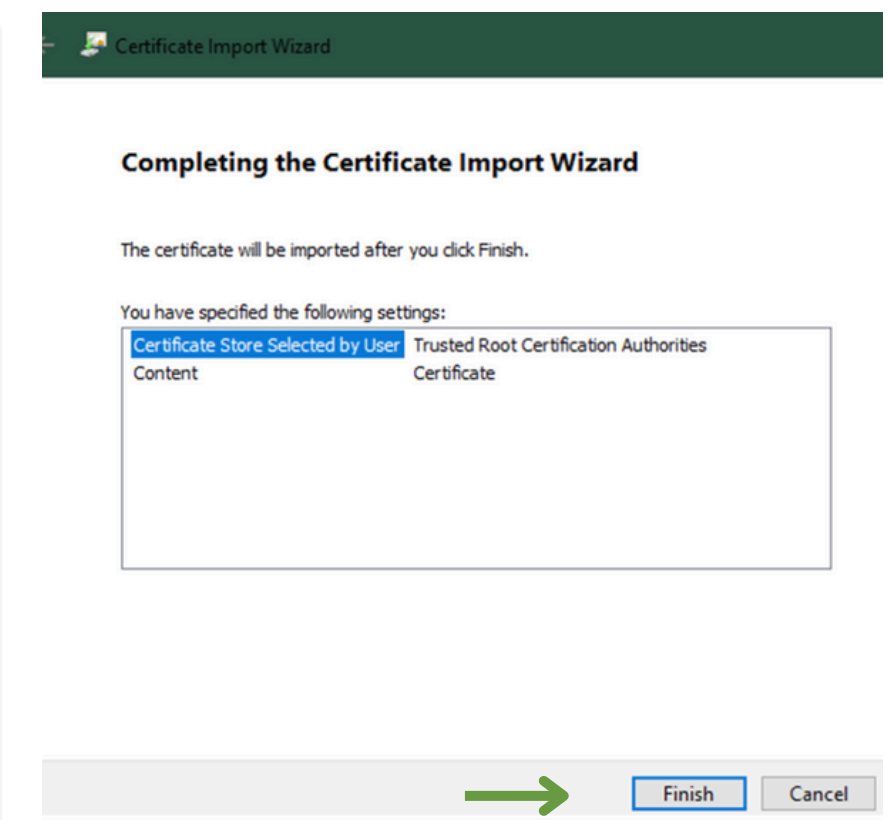 Certificate Import Wizard
Completing the Certificate Import Wizard
The certificate will be imported after you click Finish.
You have specified the following settings:
Certificate Store Selected by User Trusted Root Certification Authorities
Content Certificate
Finish Cancel